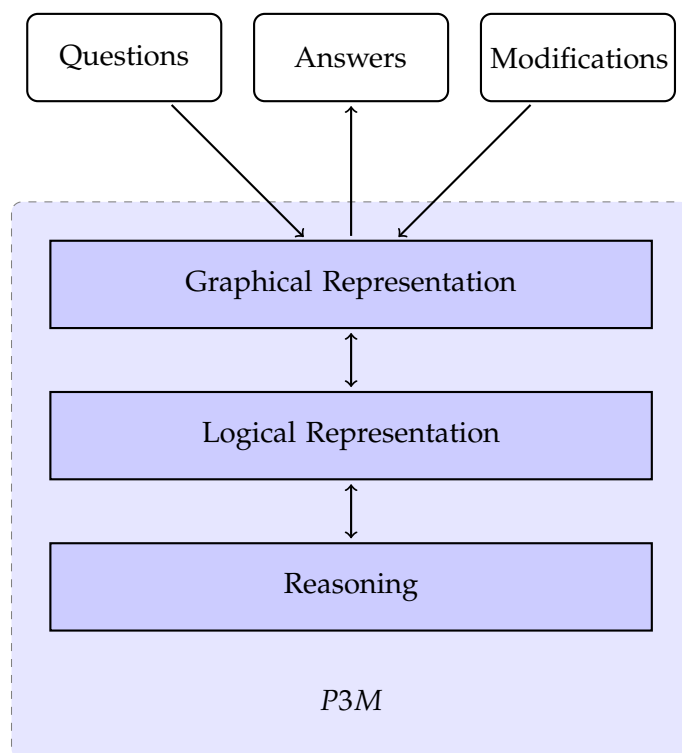 Questions
Answers
Modifications
Graphical Representation
Logical Representation
Reasoning
P3M